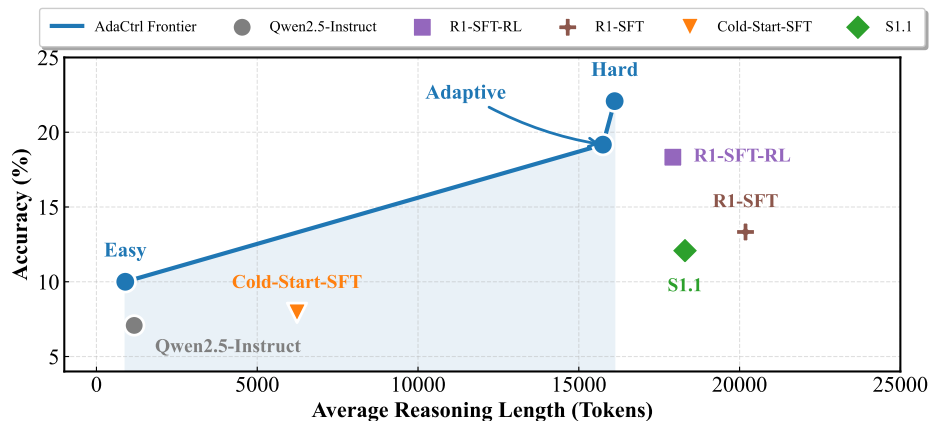 AdaCtrl Frontier Qwen2.5-Instruct R1-SFT-RL R1-SFT Cold-Start-SFT S1.1
25
Hard
Adaptive
20
R1-SFT-RL
15
R1-SFT
Easy
10
Cold-Start-SFT
S1.1
Qwen2.5-Instruct
5
Accuracy (%)
0 5000 10000 15000 20000 25000
Average Reasoning Length (Tokens)